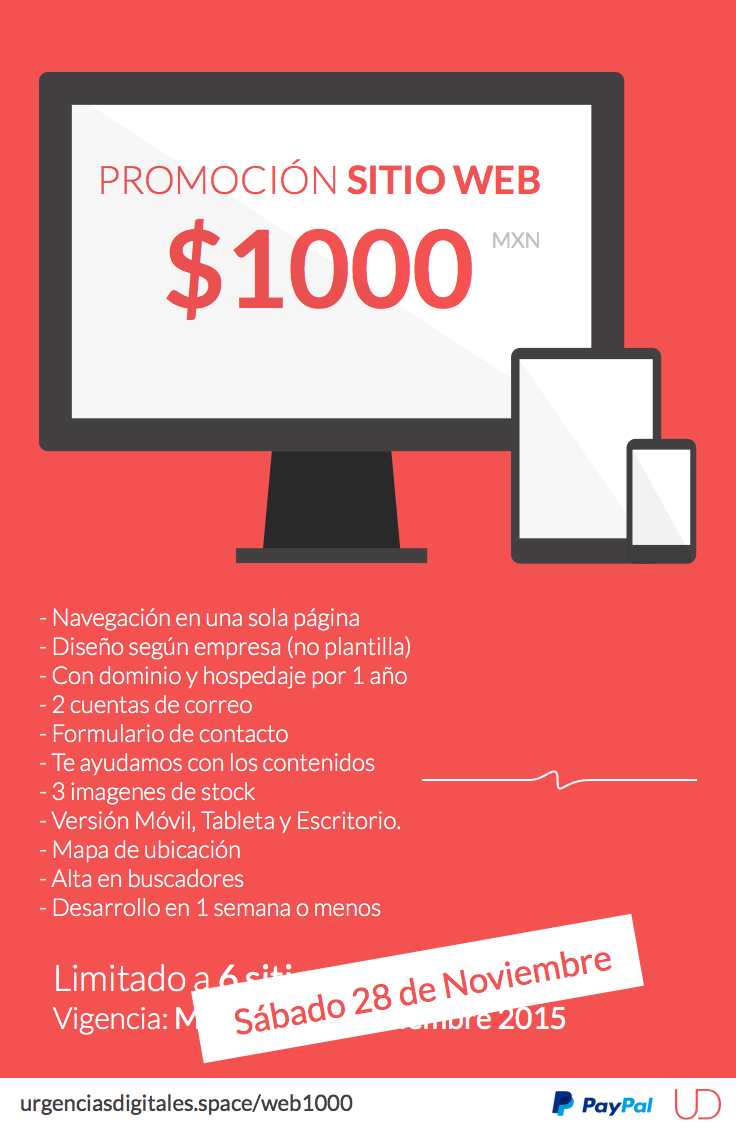 PROMOCIÓN SITIO WEB
$1000 MXN
- Navegación en una sola página
- Diseño según empresa (no plantilla)
- Con dominio y hospedaje por 1 año
- 2 cuentas de correo
- Formulario de contacto
- Te ayudamos con los contenidos
- 3 imagenes de stock
- Versión Móvil, Tableta y Escritorio.
- Mapa de ubicación
- Alta en buscadores
- Desarrollo en 1 semana o menos
Limitado a 6
Sábado 28 de Noviembre
Vigencia: 2015
urgenciasdigitales.space/web1000
PayPal UD